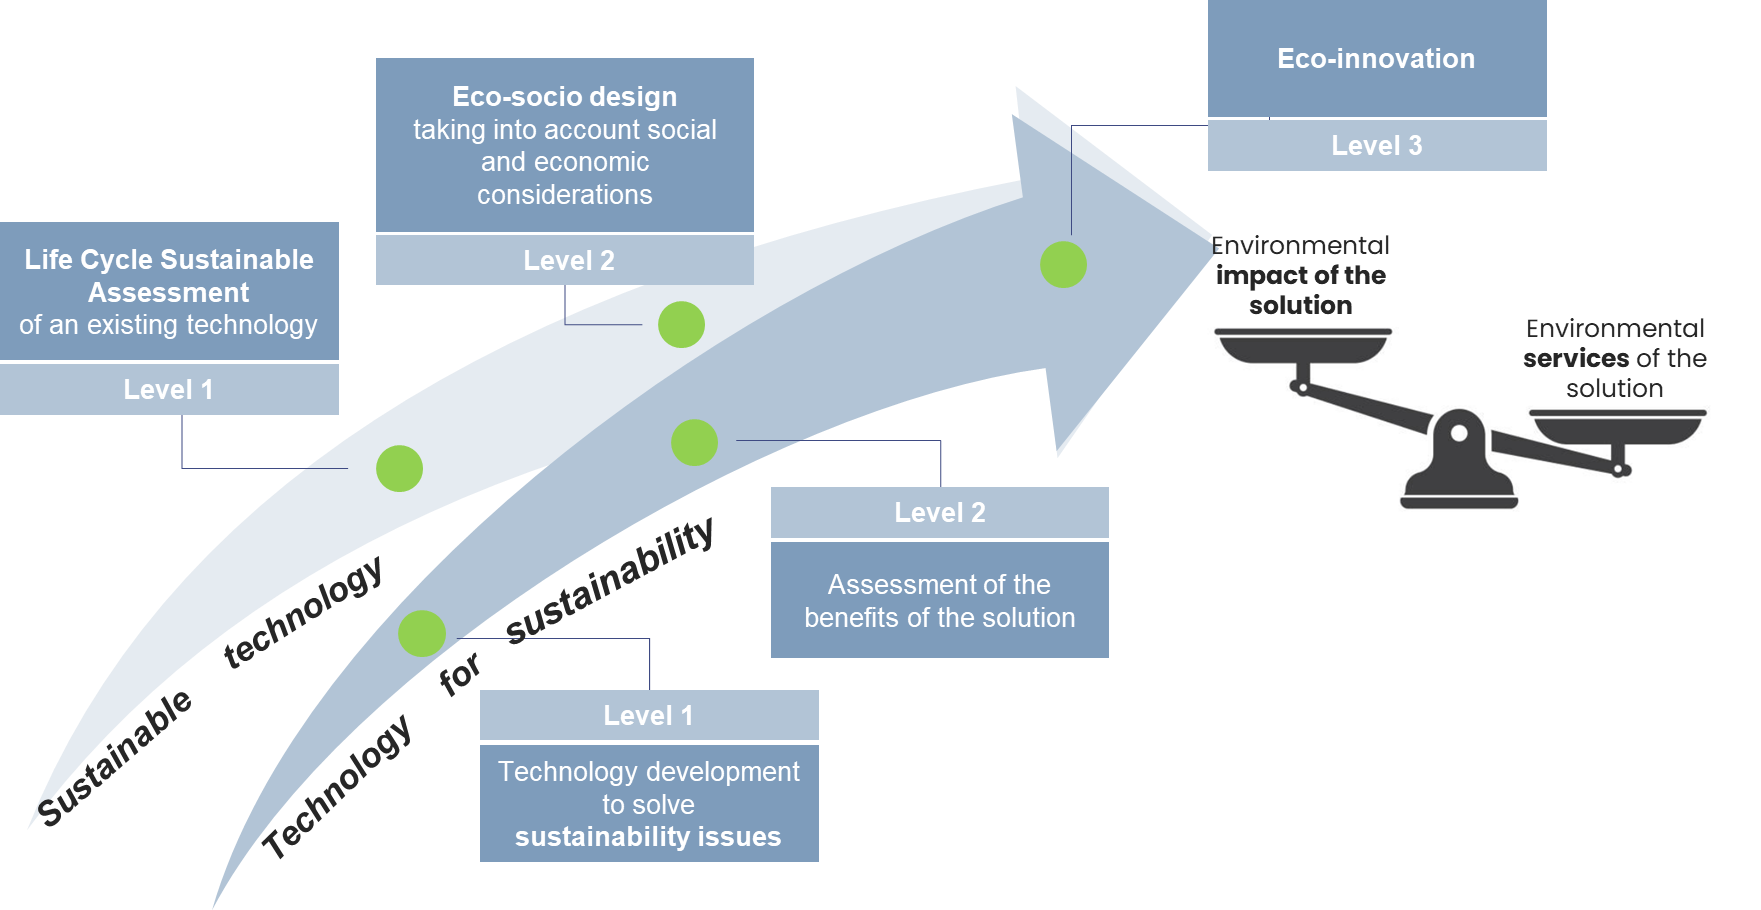 Eco-innovation
Level 3
Eco-socio design
taking into account social
and economic
considerations
Level 2
Life Cycle Sustainable
Assessment
of an existing technology
Level 1
Environmental
impact of the
solution
Environmental
services of the
solution
Sustainable technology
Technology for sustainability
Level 2
Assessment of the
benefits of the solution
Level 1
Technology development
to solve
sustainability issues